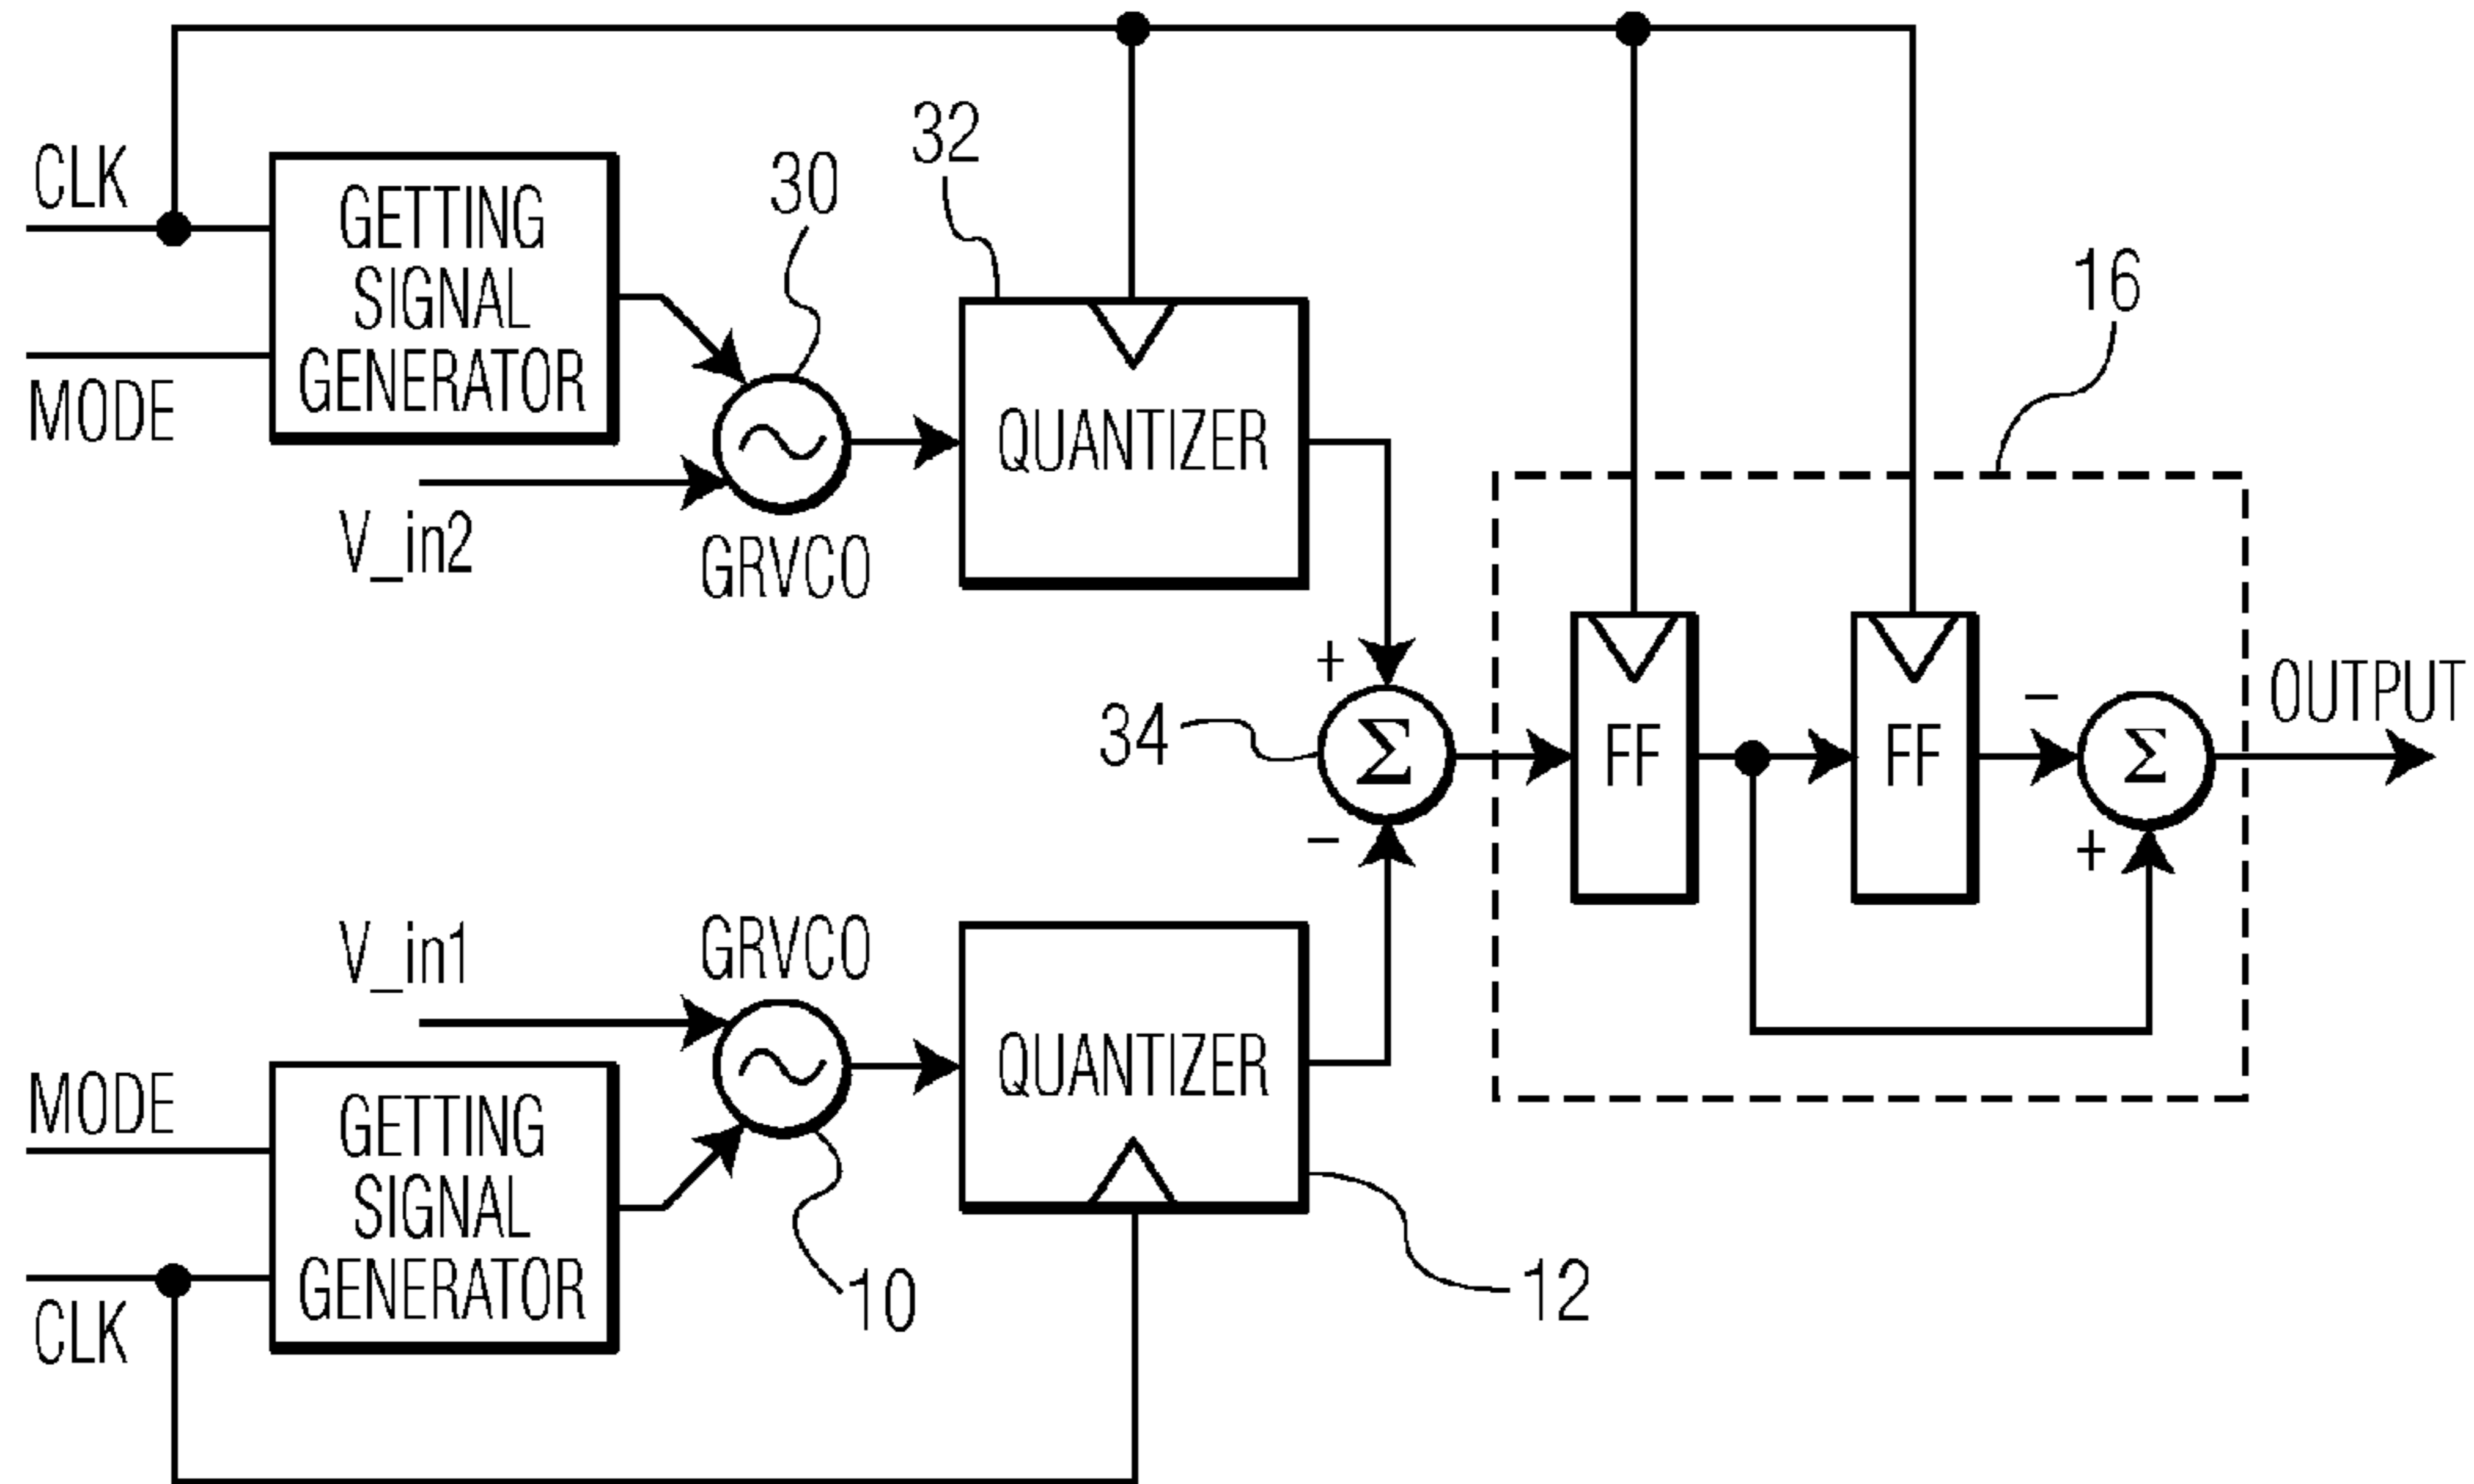 CLK
GETTING
SIGNAL
GENERATOR
MODE
30
32
16
V_in2
GRVCO
QUANTIZER
+
34
Σ
-
FF
FF
-
Σ
+
OUTPUT
V_in1
GRVCO
QUANTIZER
MODE
GETTING
SIGNAL
GENERATOR
CLK
10
12